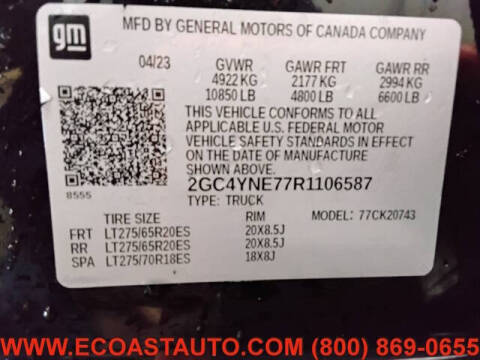 gm
MFD BY GENERAL MOTORS OF CANADA COMPANY
04/23 GVWR GAWR FRT GAWR RR
4922 KG 2177 KG 2994 KG
10850 LB 4800 LB 6600 LB
THIS VEHICLE CONFORMS TO ALL
APPLICABLE U.S. FEDERAL MOTOR
VEHICLE SAFETY STANDARDS IN EFFECT
ON THE DATE OF MANUFACTURE
SHOWN ABOVE.
8555
2GC4YNE77R1106587
TYPE: TRUCK
TIRE SIZE RIM MODEL: 77CK20743
FRT LT275/65R20ES 20X8.5J
RR LT275/65R20ES 20X8.5J
SPA LT275/70R18ES 18X8J
WWW.ECOASTAUTO.COM (800) 869-0655